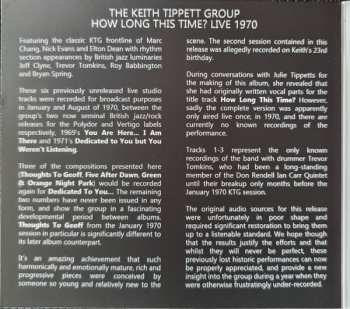 THE KEITH TIPPETT GROUP
HOW LONG THIS TIME? LIVE 1970
Featuring the classic KTG frontline of Marc
Charig, Nick Evans and Elton Dean with rhythm
section appearances by British jazz luminaries
Jeff Clyne, Trevor Tomkins, Roy Babbington
and Bryan Spring.
These six previously unreleased live studio
tracks were recorded for broadcast purposes
in January and August of 1970, between the
group's two now seminal British jazz/rock
releases for the Polydor and Vertigo labels
respectively, 1969's You Are Here... I Am
There and 1971's Dedicated To You but You
Weren't Listening.
Three of the compositions presented here
(Thoughts To Geoff, Five After Dawn, Green
& Orange Night Park) would be recorded
again for Dedicated To You... The remaining
two numbers have never been issued in any
form, and show the group in a fascinating
developmental period between albums.
Thoughts To Geoff from the January 1970
session in particular is significantly different to
its later album counterpart.
It's an amazing achievement that such
harmonically and emotionally mature, rich and
progressive pieces were conceived by
someone so young and relatively new to the
scene. The second session contained in this
release was allegedly recorded on Keith's 23rd
birthday.
During conversations with Julie Tippetts for
the making of this album, she revealed that
she had originally written vocal parts for the
title track How Long This Time? However,
sadly the complete version was apparently
only aired live once; in 1970, and there are
currently no known recordings of the
performance.
Tracks 1-3 represent the only known
recordings of the band with drummer Trevor
Tomkins, who had been a long-standing
member of the Don Rendell Ian Carr Quintet
until their breakup only months before the
January 1970 KTG session.
The original audio sources for this release
were unfortunately in poor shape and
required significant restoration to bring them
up to a listenable standard. We hope though
that the results justify the efforts and that
whilst they will never be perfect, these
previously lost historic performances can now
be properly appreciated, and provide a new
insight into the group during a year when they
were otherwise frustratingly under-recorded.